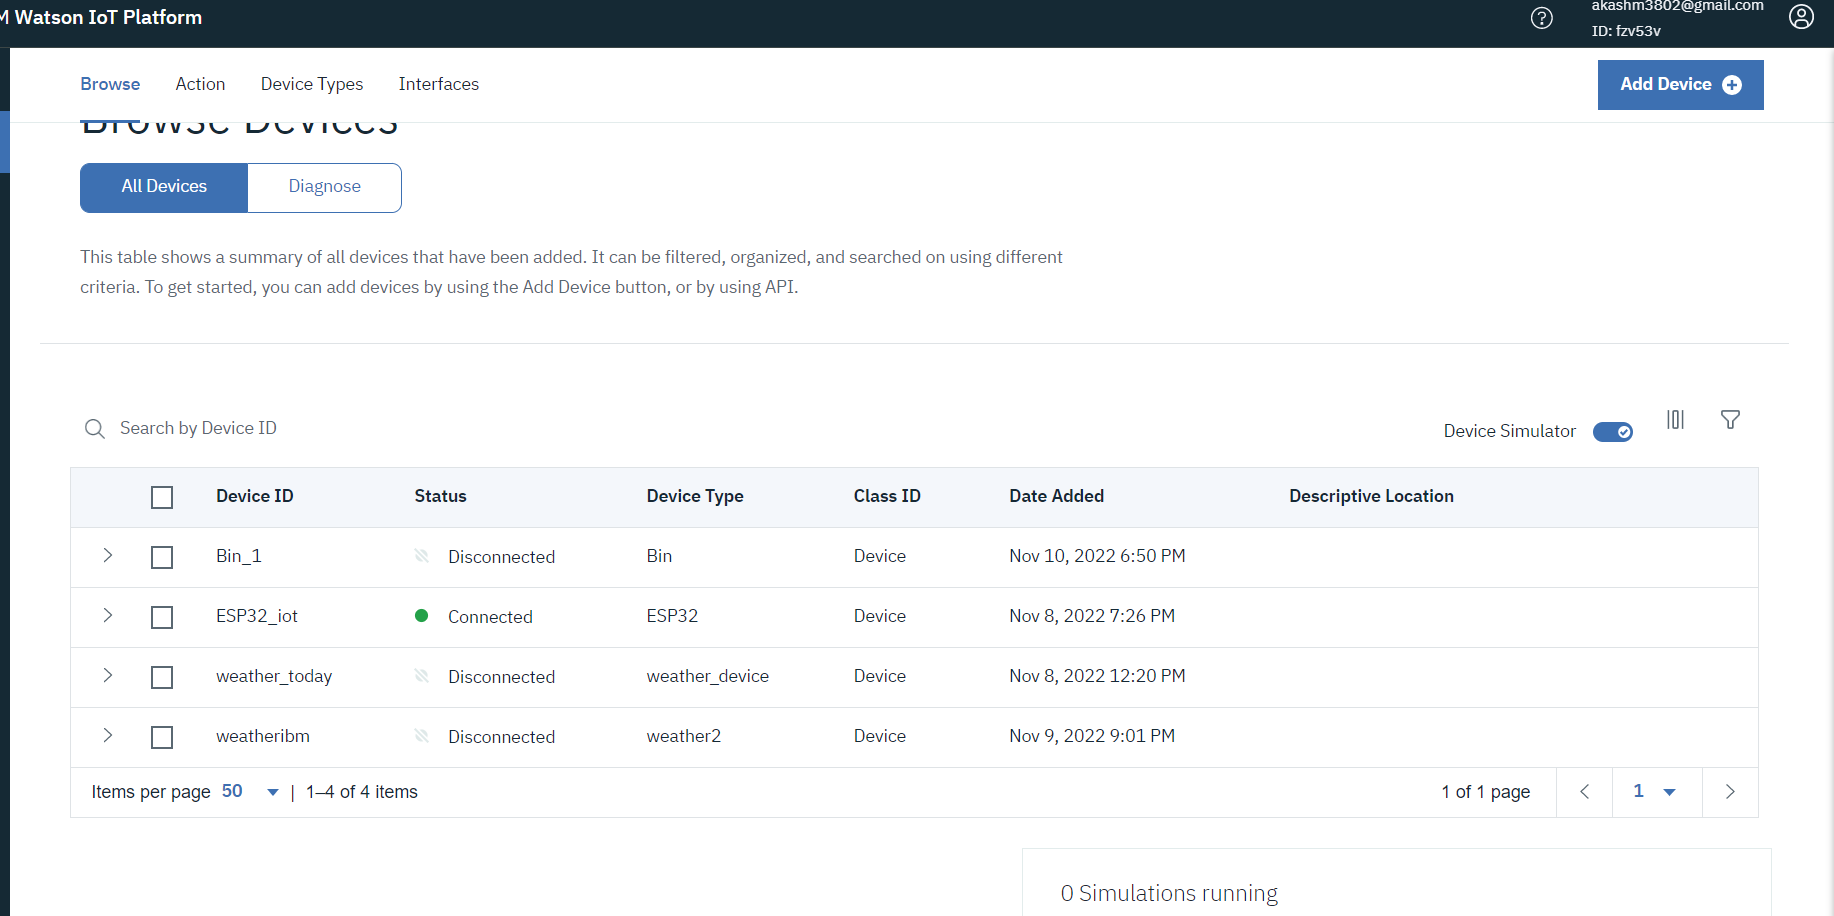 M Watson IoT Platform
akashm3802@gmail.com
ID: fzv53v
Browse Action Device Types Interfaces
Add Device
Browse Devices
All Devices Diagnose
This table shows a summary of all devices that have been added. It can be filtered, organized, and searched on using different
criteria. To get started, you can add devices by using the Add Device button, or by using API.
Search by Device ID
Device Simulator
Device ID Status Device Type Class ID Date Added Descriptive Location
Bin_1 Disconnected Bin Device Nov 10, 2022 6:50 PM
ESP32_iot Connected ESP32 Device Nov 8, 2022 7:26 PM
weather_today Disconnected weather_device Device Nov 8, 2022 12:20 PM
weatheribm Disconnected weather2 Device Nov 9, 2022 9:01 PM
Items per page 50 | 1–4 of 4 items 1 of 1 page 1
0 Simulations running